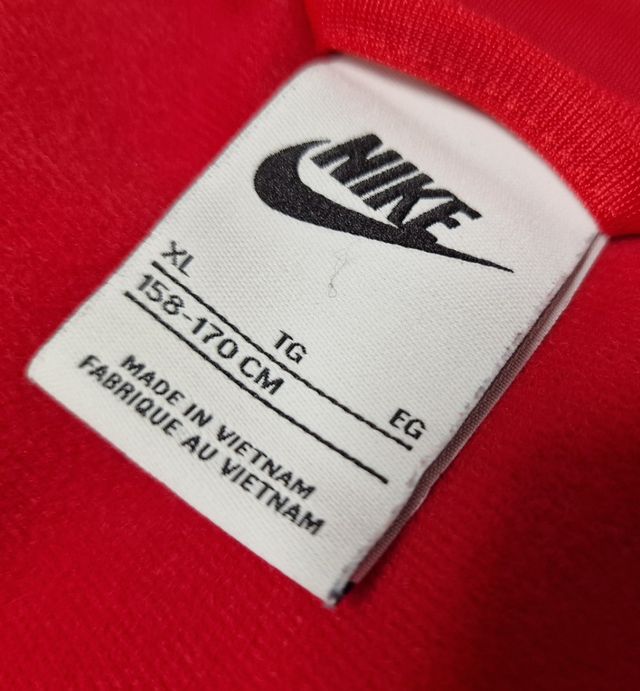 NIKE
XL TG EG
158-170 CM
MADE IN VIETNAM
FABRIQUE AU VIETNAM